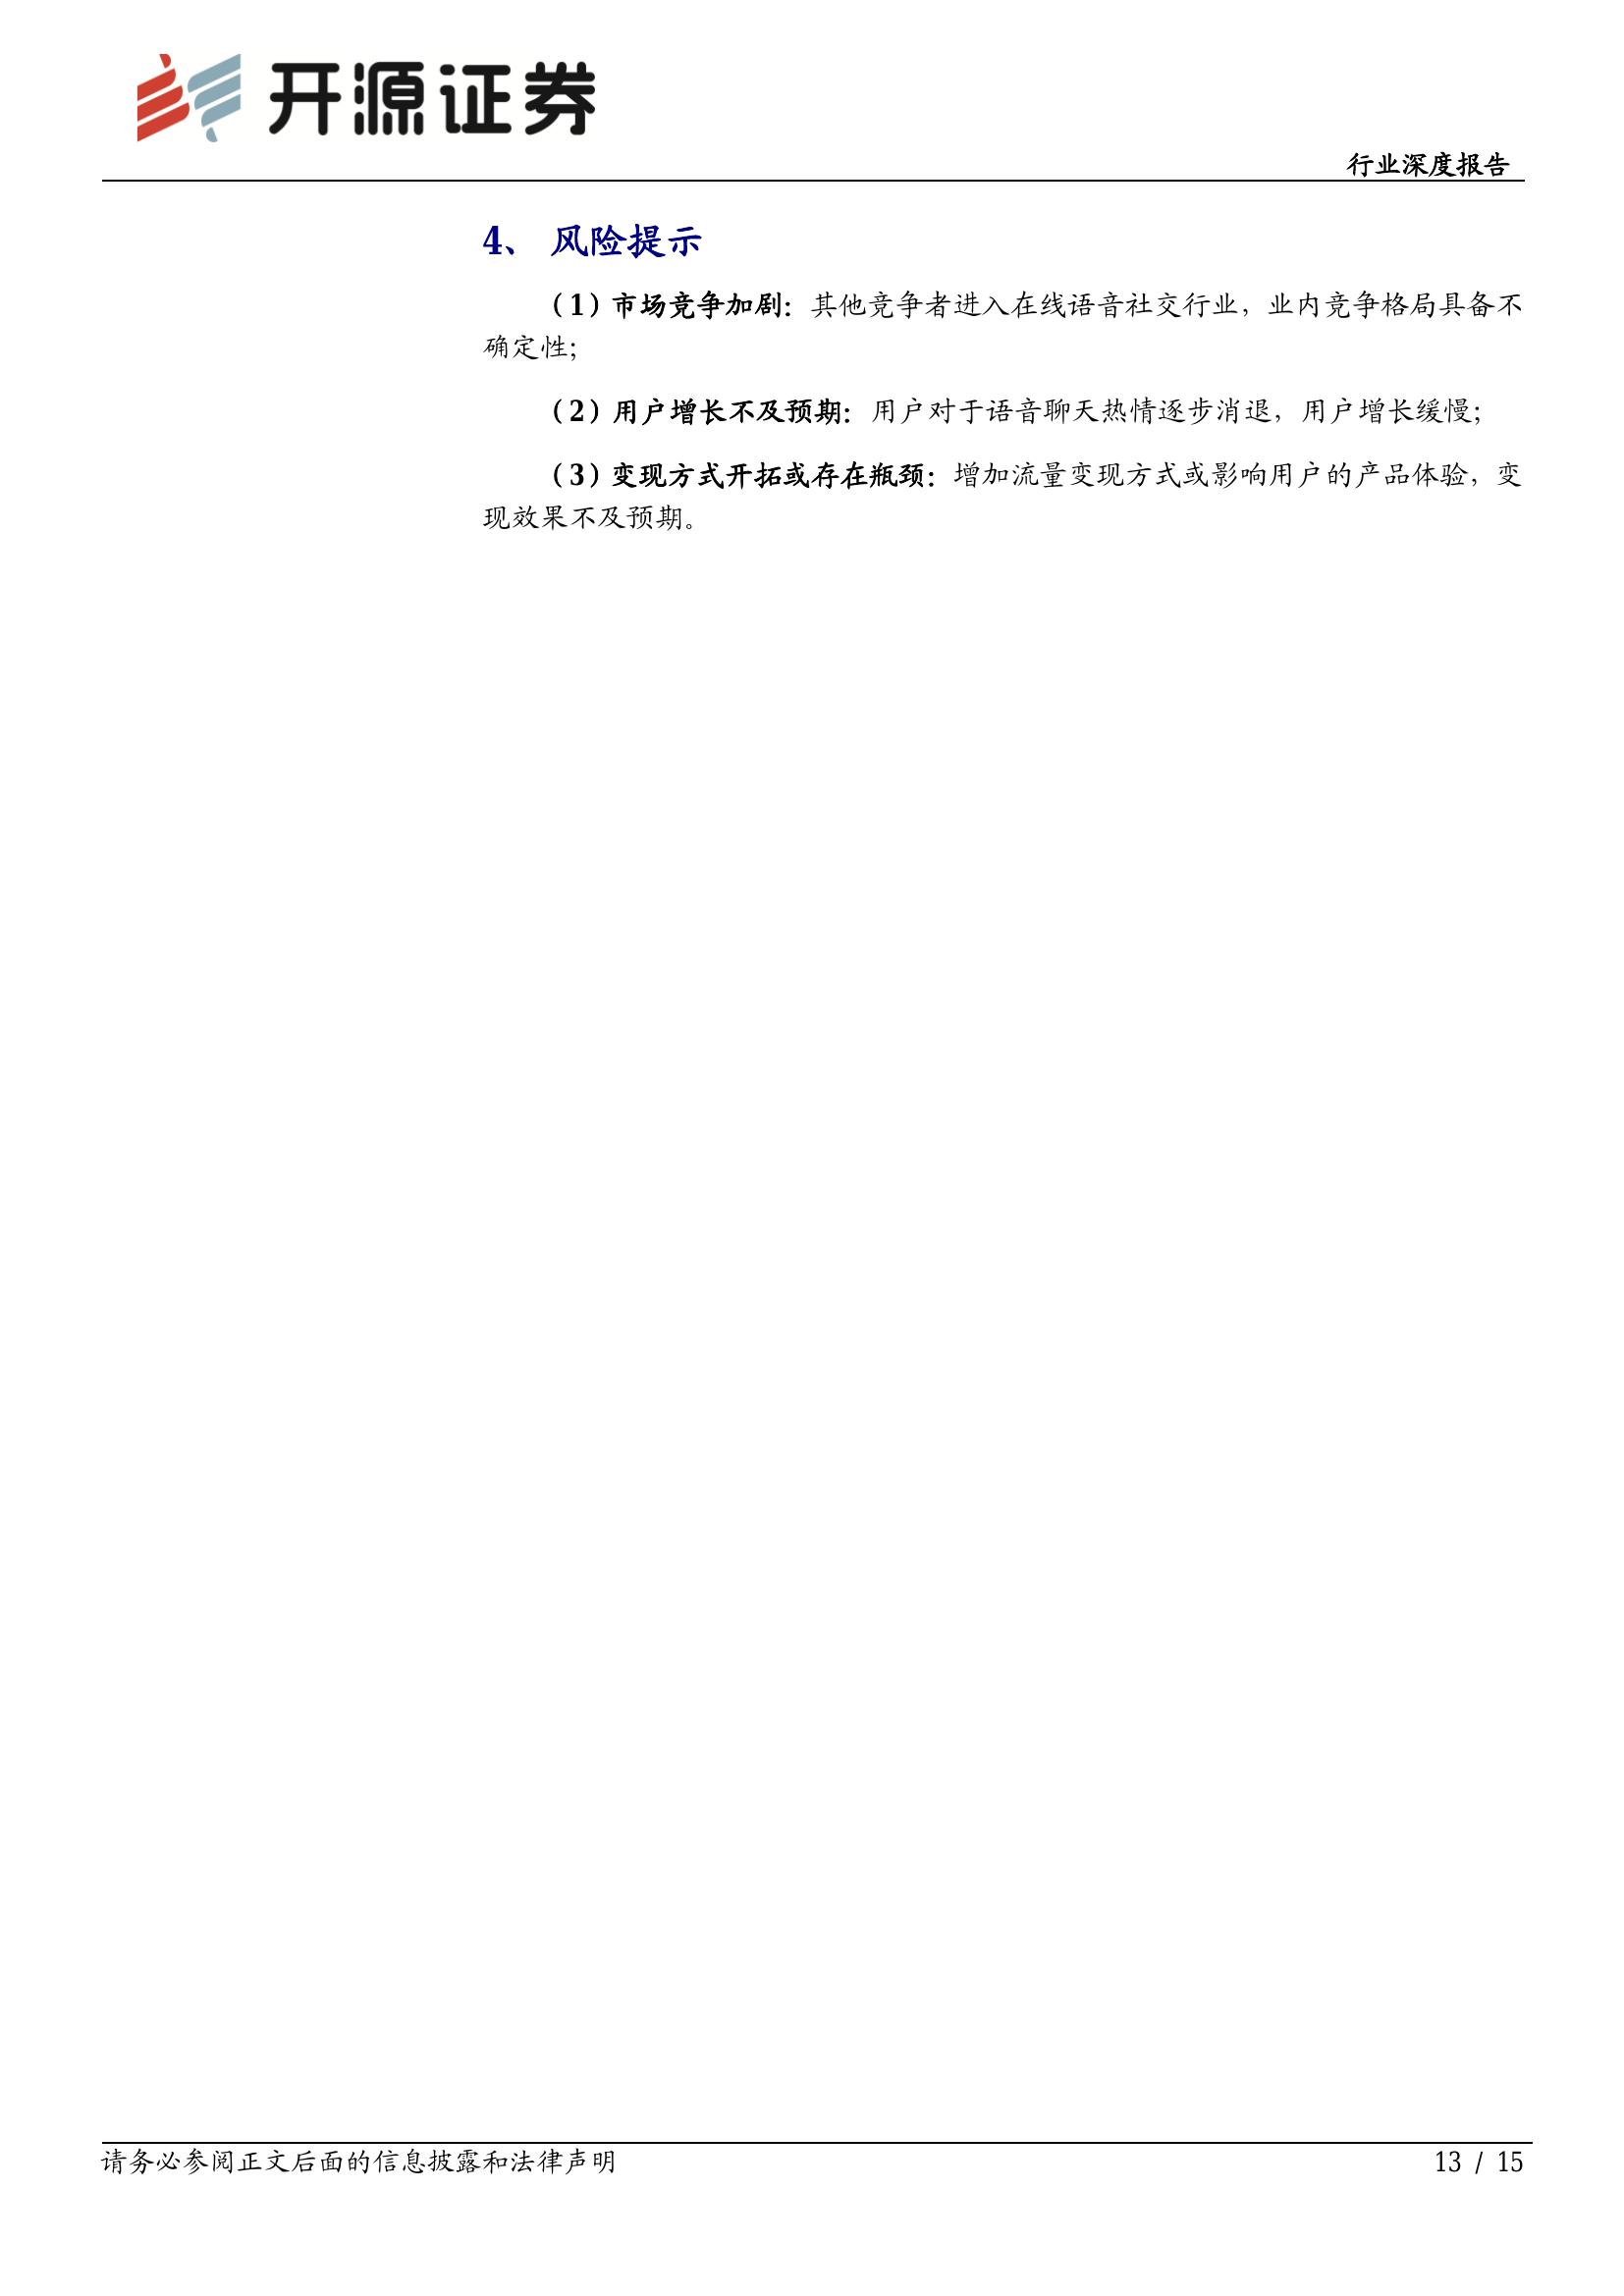 开源证券
行业深度报告
4、 风险提示
（1）市场竞争加剧：其他竞争者进入在线语音社交行业，业内竞争格局具备不
确定性；
（2）用户增长不及预期：用户对于语音聊天热情逐步消退，用户增长缓慢；
（3）变现方式开拓或存在瓶颈：增加流量变现方式或影响用户的产品体验，变
现效果不及预期。
请务必参阅正文后面的信息披露和法律声明
13 / 15